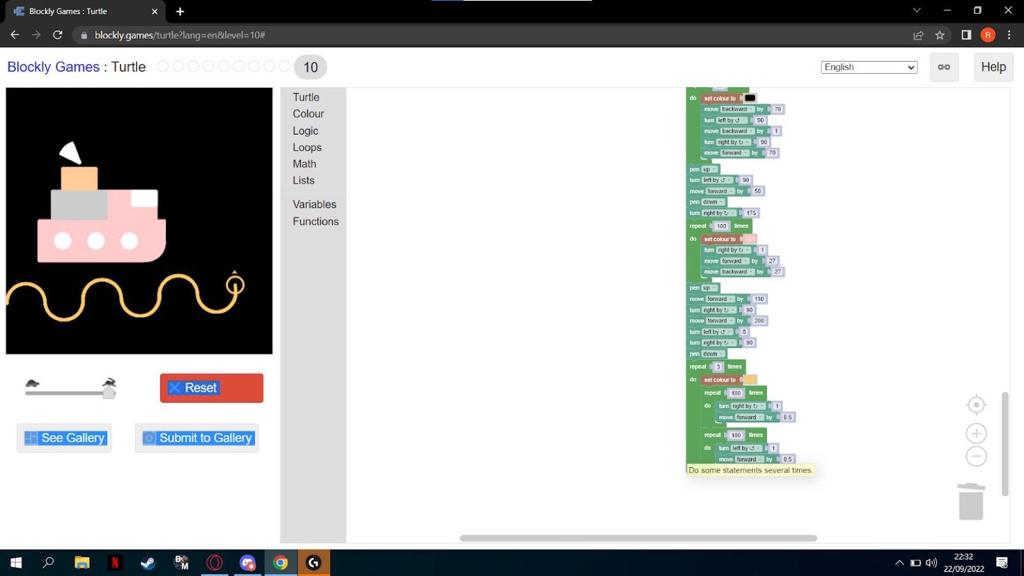 Blockly Games : Turtle
blockly.games/turtle?lang=en&level=10#
R
Blockly Games : Turtle
10
English
Help
Turtle
Colour
Logic
Loops
Math
Lists
Variables
Functions
Reset
See Gallery
Submit to Gallery
do set colour to
move backward by 70
turn left by ↺ 90
move backward by 1
turn right by ↻ 90
move forward by 70
pen up
turn left by ↺ 90
move forward by 50
pen down
turn right by ↻ 175
repeat 100 times
do set colour to
turn right by ↻ 1
move forward by 27
move backward by 27
pen up
move forward by
turn right by ↻ 90
move forward by 200
turn left by ↺ 8
turn right by ↻ 90
pen down
repeat 3 times
do set colour to
repeat times
do turn right by ↻ 1
move forward by 0.5
repeat times
do turn left by ↺ 1
move forward by 0.5
Do some statements several times.
22:32
22/09/2022